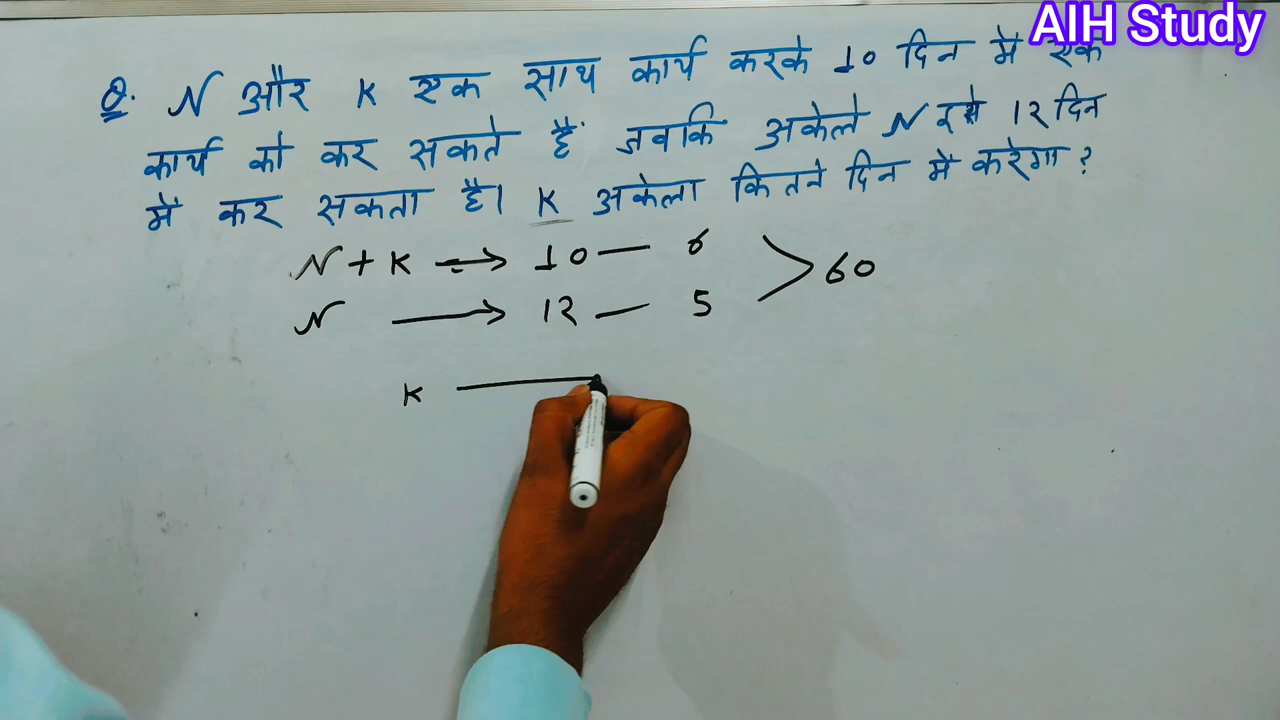 AIH Study
Q. N और K एक साथ कार्य करके 10 दिन में एक
कार्य को कर सकते हैं जबकि अकेले N इसे 12 दिन
में कर सकता है। K अकेला कितने दिन में करेगा?
N + K → 10 — 6 > 60
N → 12 — 5
K —